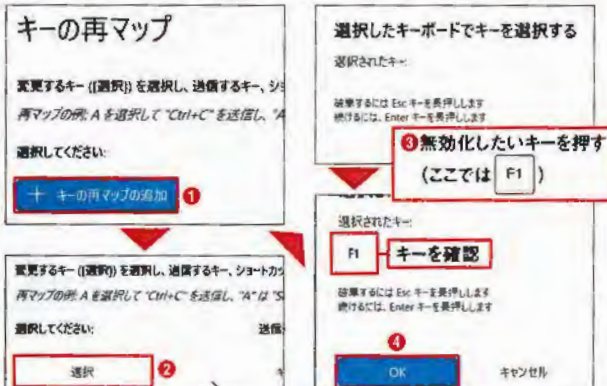 キーの再マップ
変更するキー ([選択]) を選択し、送信するキー、ショ
再マップの例: A を選択して "Ctrl+C" を送信し、"A
選択してください:
＋ キーの再マップの追加
❶
変更するキー ([選択]) を選択し、送信するキー、ショートカッ
再マップの例: A を選択して "Ctrl+C" を送信し、"A" は "S
選択してください:
送信
選択
❷
選択したキーボードでキーを選択する
選択されたキー:
破棄するには Esc キーを長押しします
続けるには、Enter キーを長押しします
❸無効化したいキーを押す
(ここでは F1 )
選択されたキー:
F1
キーを確認
破棄するには Esc キーを長押しします
続けるには、Enter キーを長押しします
❹
OK
キャンセル